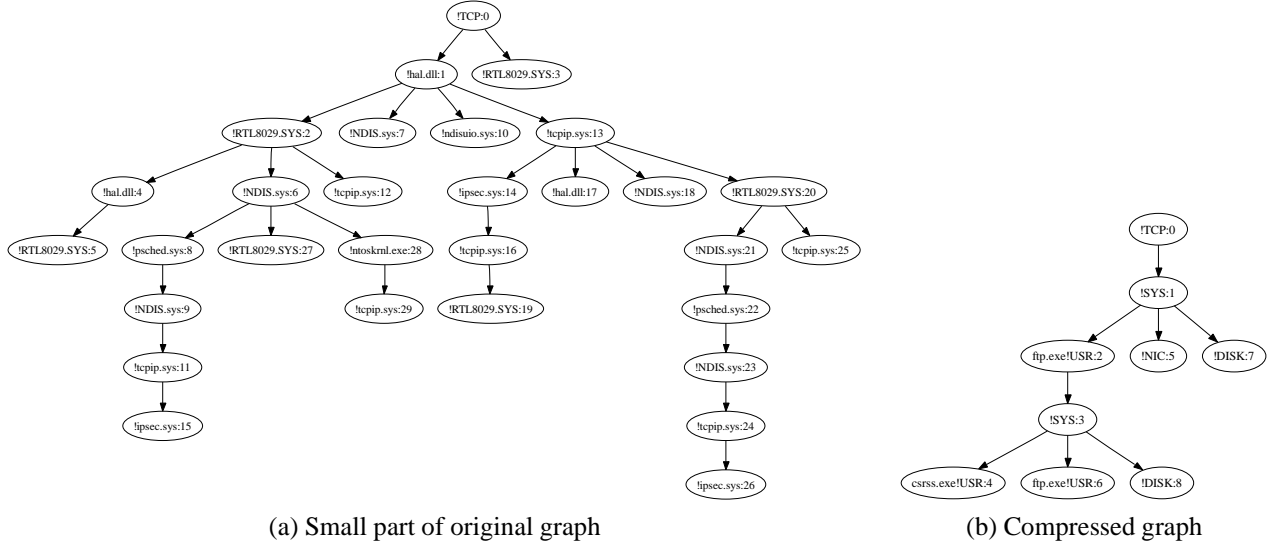 !TCP:0
!hal.dll:1
!RTL8029.SYS:3
!RTL8029.SYS:2
!NDIS.sys:7
!ndisuio.sys:10
!tcpip.sys:13
!hal.dll:4
!NDIS.sys:6
!tcpip.sys:12
!ipsec.sys:14
!hal.dll:17
!NDIS.sys:18
!RTL8029.SYS:20
!RTL8029.SYS:5
!psched.sys:8
!RTL8029.SYS:27
!ntoskrnl.exe:28
!tcpip.sys:16
!NDIS.sys:21
!tcpip.sys:25
!NDIS.sys:9
!tcpip.sys:29
!RTL8029.SYS:19
!psched.sys:22
!tcpip.sys:11
!NDIS.sys:23
!ipsec.sys:15
!tcpip.sys:24
!ipsec.sys:26
(a) Small part of original graph
!TCP:0
!SYS:1
ftp.exe!USR:2
!NIC:5
!DISK:7
!SYS:3
csrss.exe!USR:4
ftp.exe!USR:6
!DISK:8
(b) Compressed graph